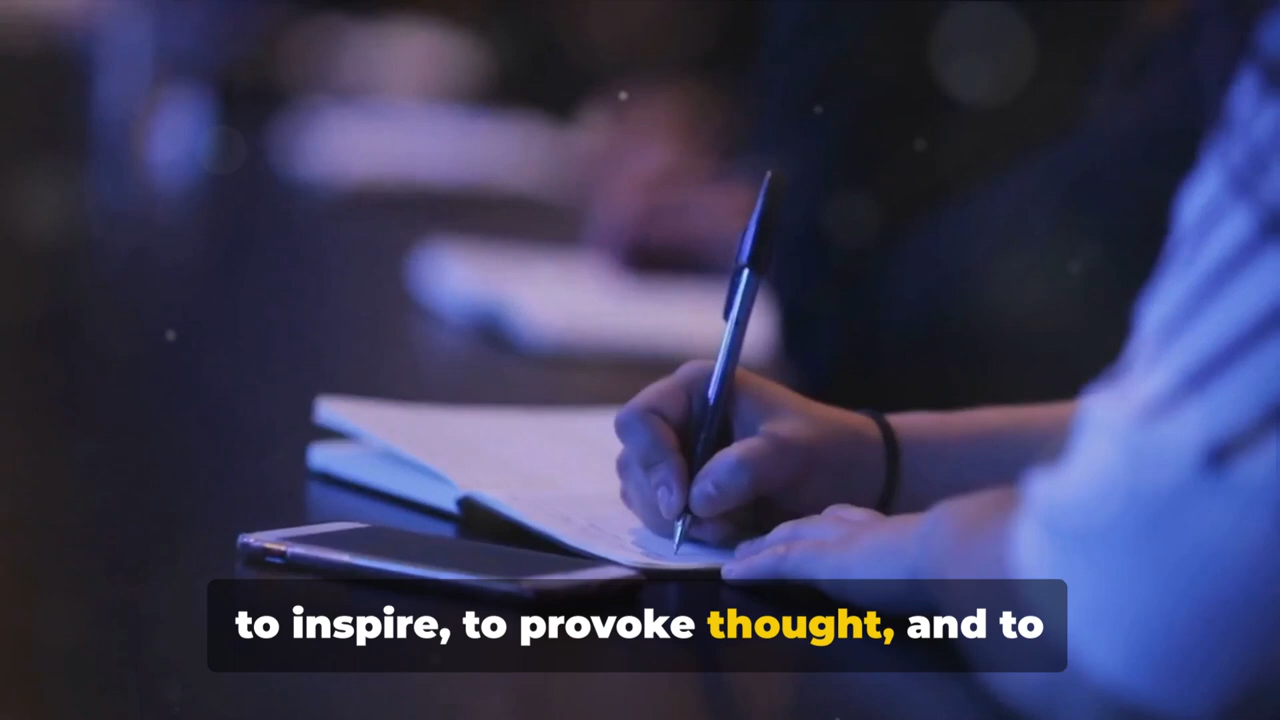 to inspire, to provoke thought, and to